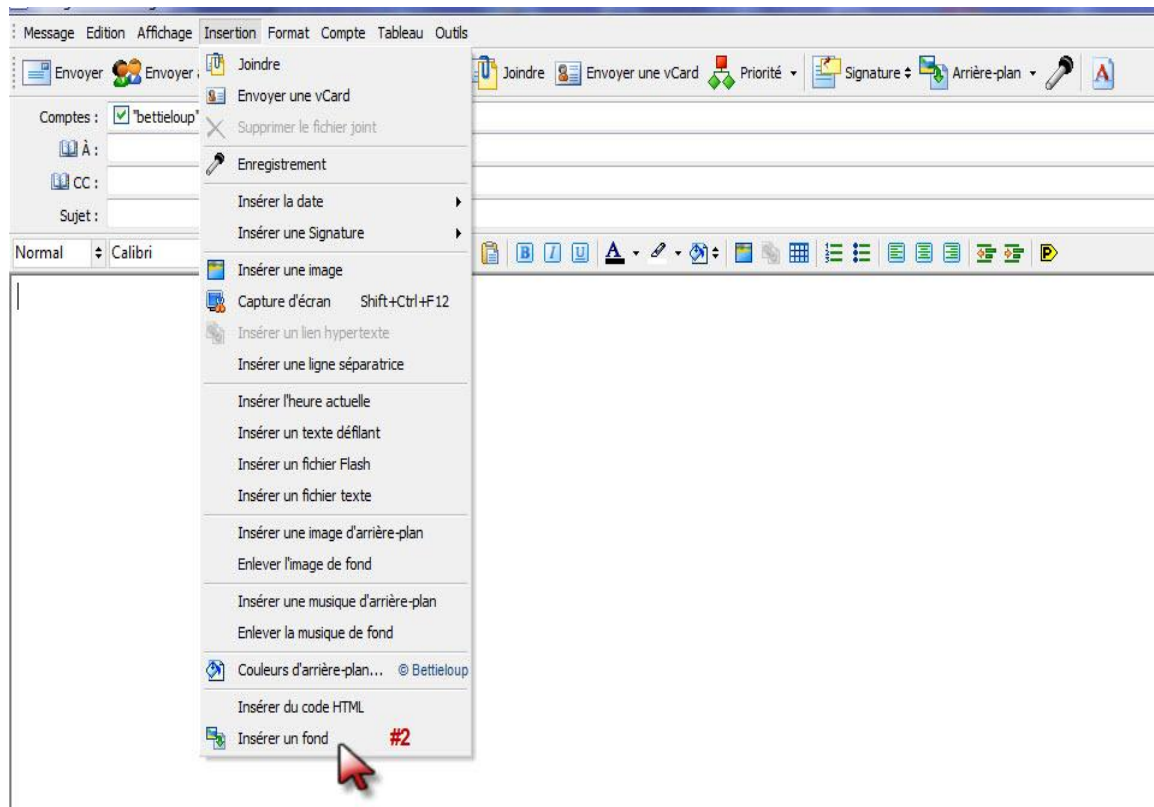 Message Edition Affichage Insertion Format Compte Tableau Outils
Envoyer Envoyer Joindre Envoyer une vCard Priorité Signature Arrière-plan
Comptes : "bettieloup"
À :
CC :
Sujet :
Normal Calibri
Joindre
Envoyer une vCard
Supprimer le fichier joint
Enregistrement
Insérer la date
Insérer une Signature
Insérer une image
Capture d'écran Shift+Ctrl+F12
Insérer un lien hypertexte
Insérer une ligne séparatrice
Insérer l'heure actuelle
Insérer un texte défilant
Insérer un fichier Flash
Insérer un fichier texte
Insérer une image d'arrière-plan
Enlever l'image de fond
Insérer une musique d'arrière-plan
Enlever la musique de fond
Couleurs d'arrière-plan... © Bettieloup
Insérer du code HTML
Insérer un fond #2